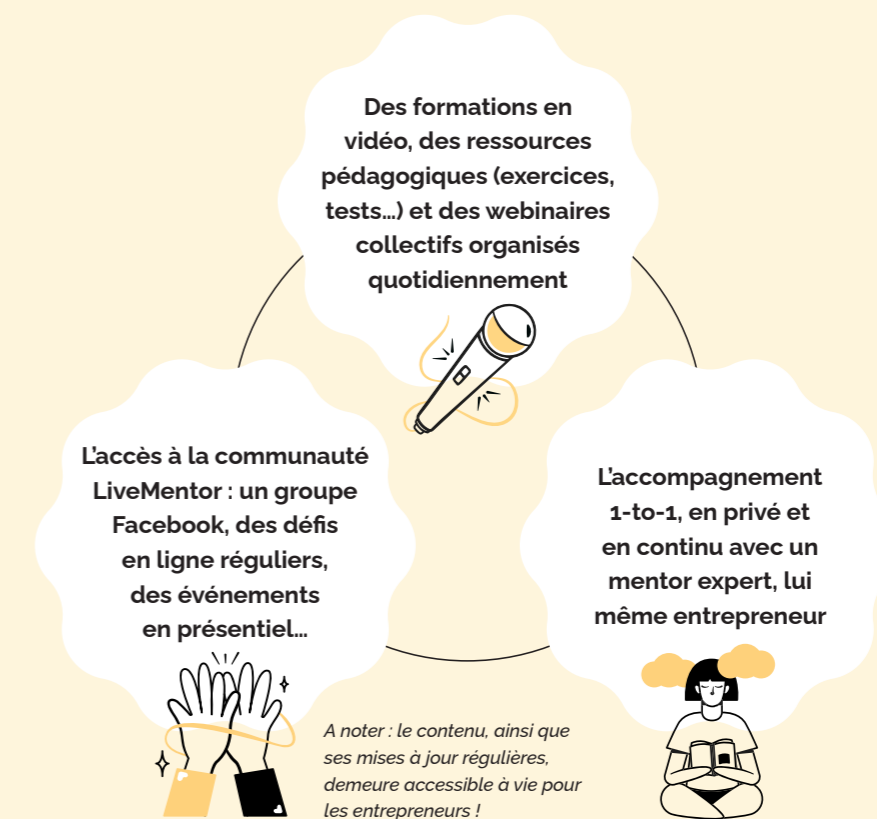 Des formations en
vidéo, des ressources
pédagogiques (exercices,
tests…) et des webinaires
collectifs organisés
quotidiennement
L’accès à la communauté
LiveMentor : un groupe
Facebook, des défis
en ligne réguliers,
des événements
en présentiel…
L’accompagnement
1-to-1, en privé et
en continu avec un
mentor expert, lui
même entrepreneur
A noter : le contenu, ainsi que
ses mises à jour régulières,
demeure accessible à vie pour
les entrepreneurs !